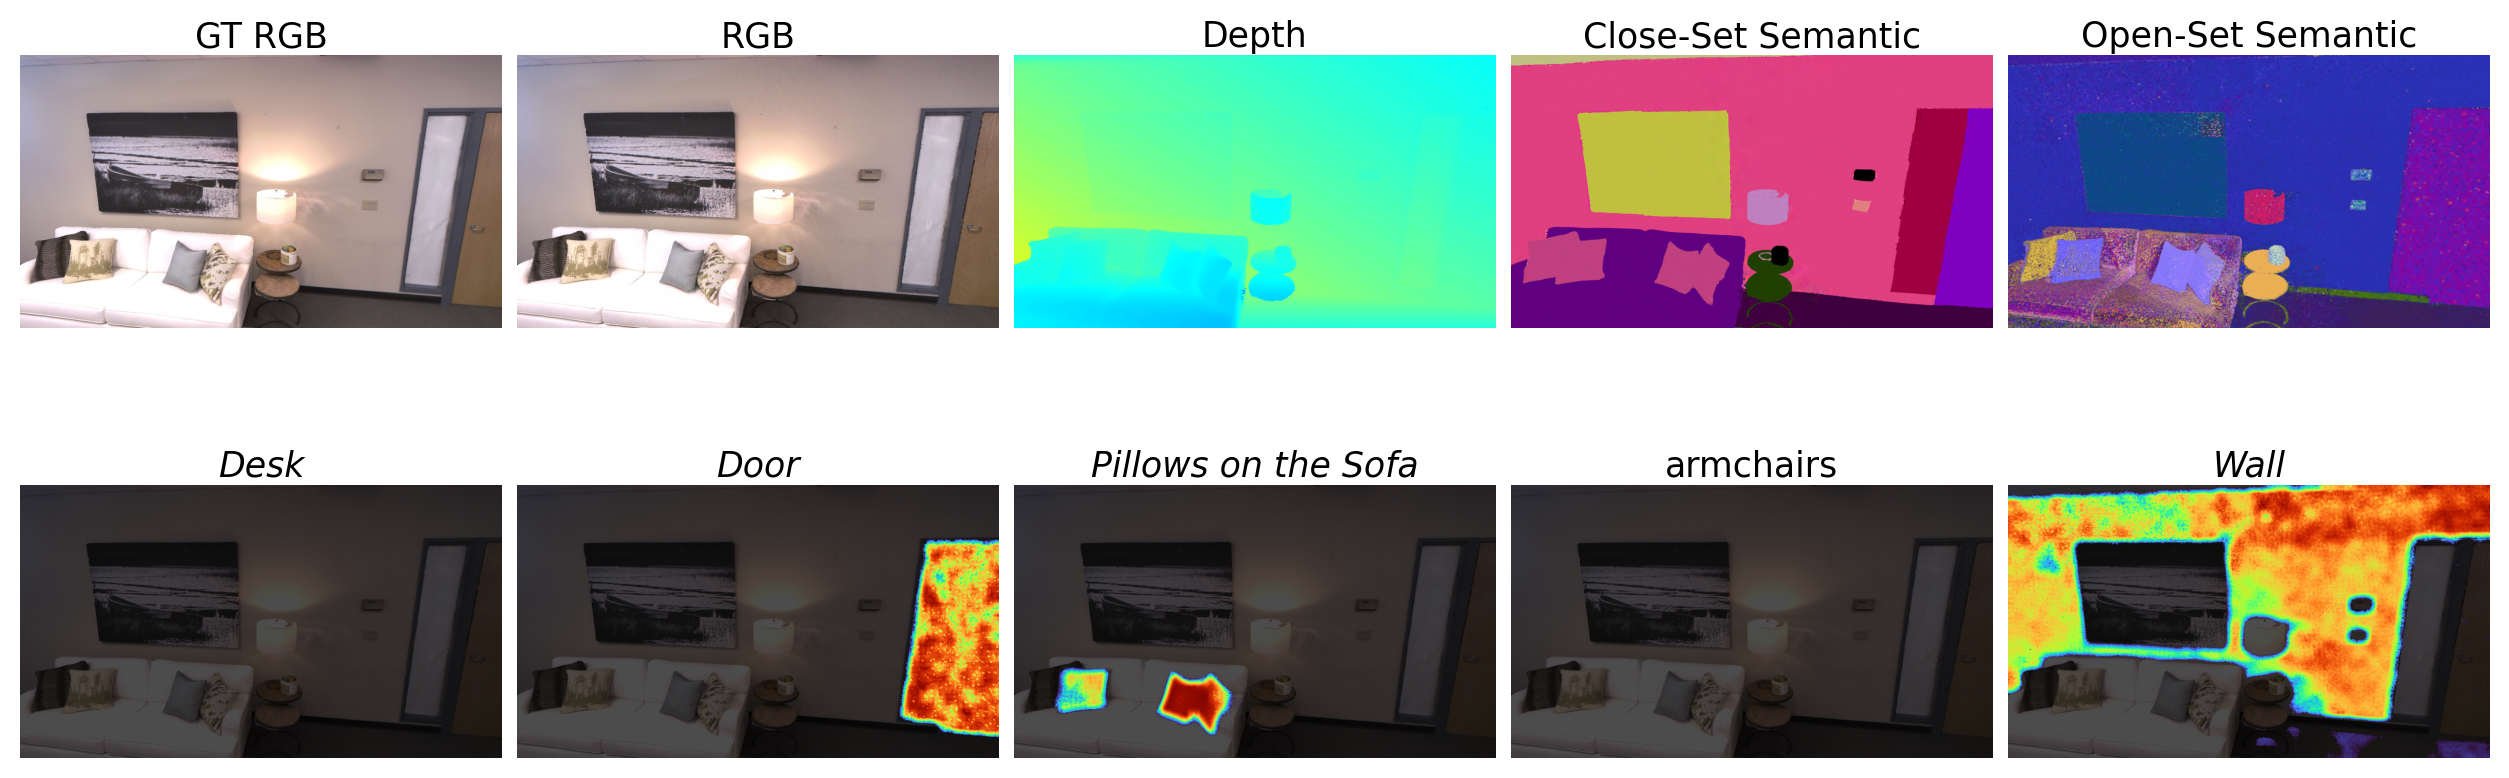 GT RGB
RGB
Depth
Close-Set Semantic
Open-Set Semantic
Desk
Door
Pillows on the Sofa
armchairs
Wall